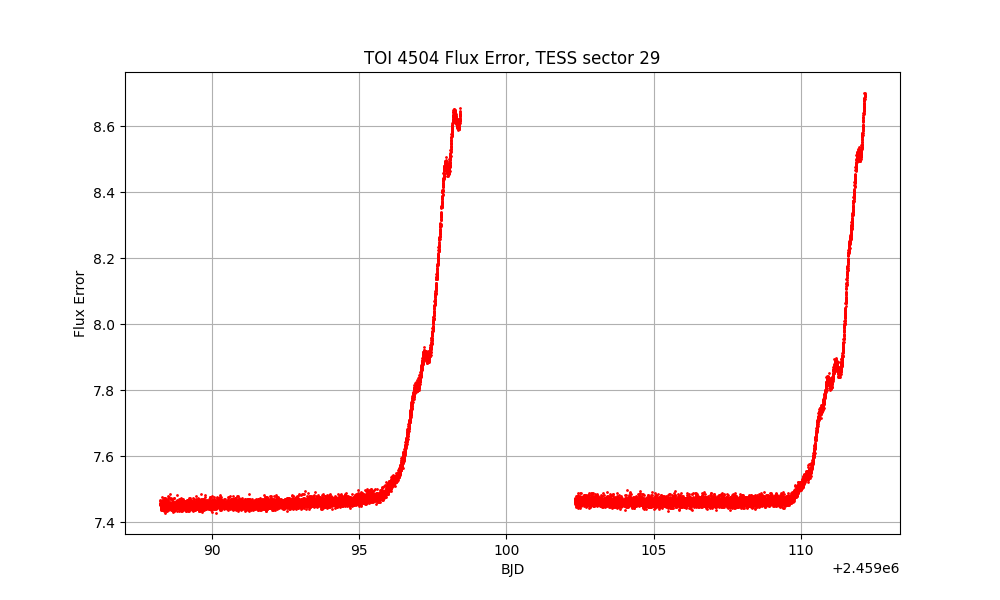 TOI 4504 Flux Error, TESS sector 29
Flux Error
8.6
8.4
8.2
8.0
7.8
7.6
7.4
90 95 100 105 110
BJD
+2.459e6